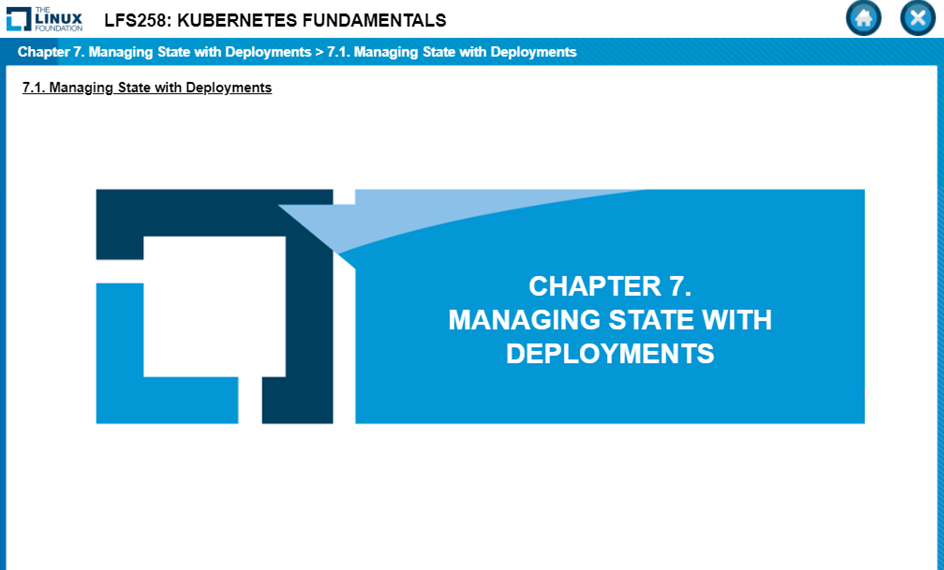 THE
LINUX
FOUNDATION
LFS258: KUBERNETES FUNDAMENTALS
Chapter 7. Managing State with Deployments > 7.1. Managing State with Deployments
7.1. Managing State with Deployments
CHAPTER 7.
MANAGING STATE WITH
DEPLOYMENTS